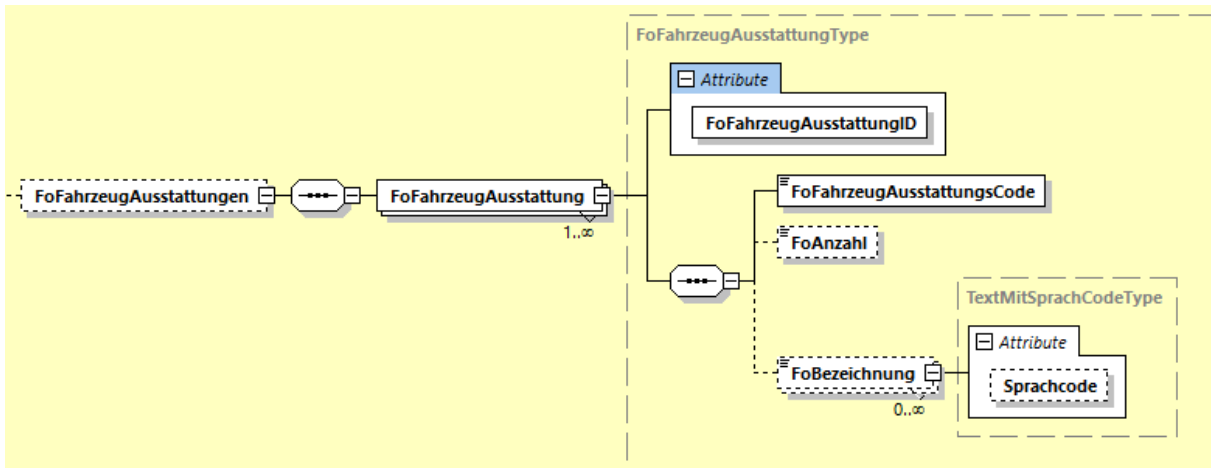 FoFahrzeugAusstattungType
Attribute
FoFahrzeugAusstattungID
FoFahrzeugAusstattungen
FoFahrzeugAusstattung
1..∞
FoFahrzeugAusstattungsCode
FoAnzahl
TextMitSprachCodeType
Attribute
FoBezeichnung
0..∞
Sprachcode